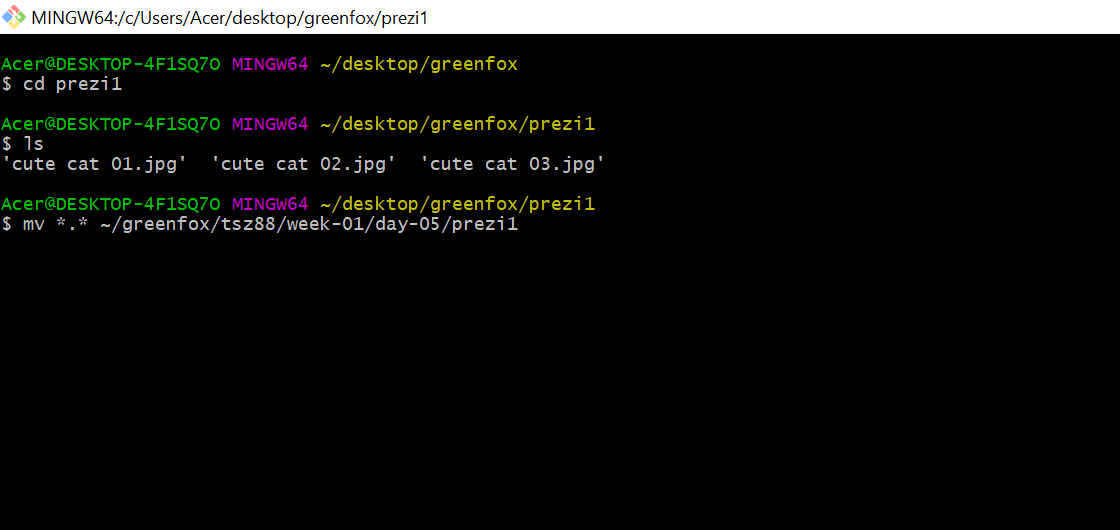 MINGW64:/c/Users/Acer/desktop/greenfox/prezi1
Acer@DESKTOP-4F1SQ7O MINGW64 ~/desktop/greenfox
$ cd prezi1
Acer@DESKTOP-4F1SQ7O MINGW64 ~/desktop/greenfox/prezi1
$ ls
'cute cat 01.jpg'  'cute cat 02.jpg'  'cute cat 03.jpg'
Acer@DESKTOP-4F1SQ7O MINGW64 ~/desktop/greenfox/prezi1
$ mv *.* ~/greenfox/tsz88/week-01/day-05/prezi1